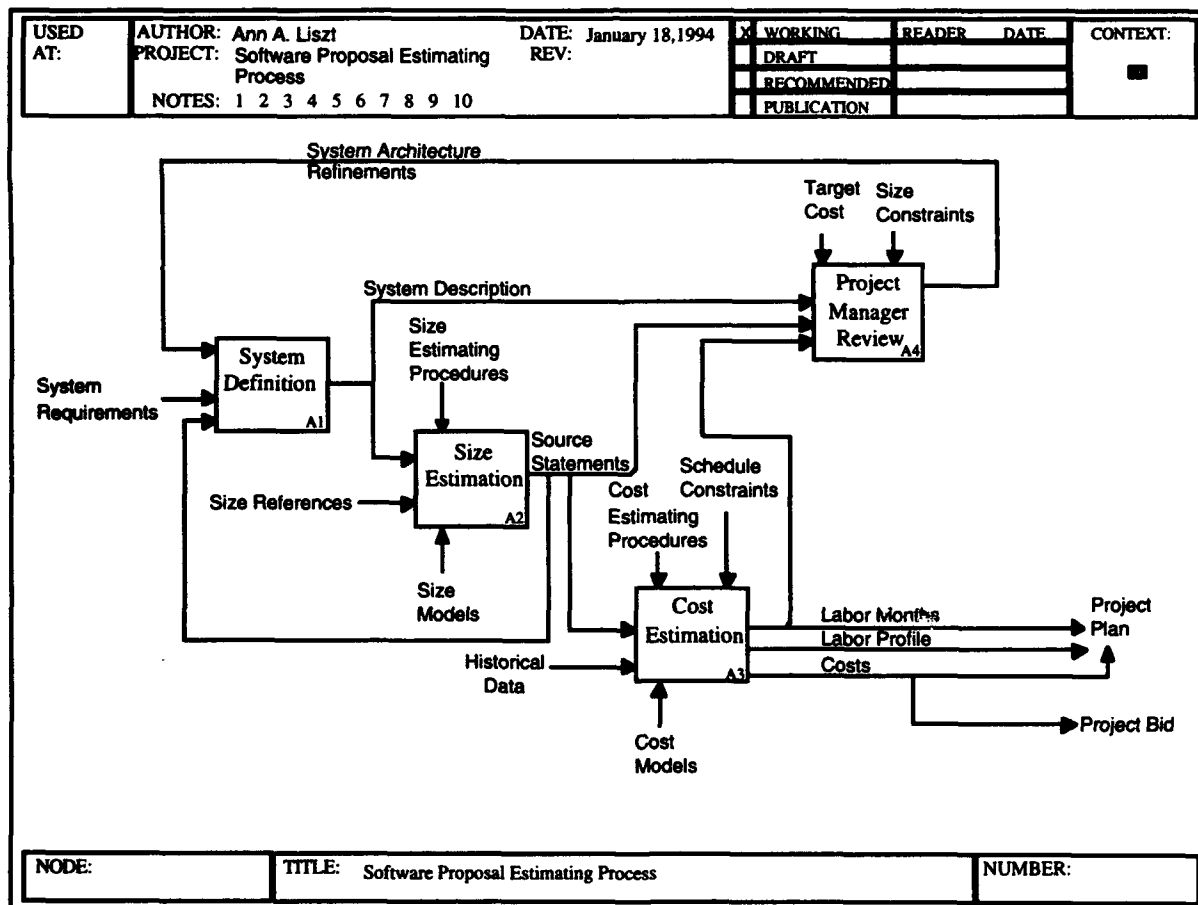 USED
AT:
AUTHOR: Ann A. Liszt
DATE: January 18,1994
PROJECT: Software Proposal Estimating
Process
REV:
NOTES: 1 2 3 4 5 6 7 8 9 10
X WORKING
DRAFT
RECOMMENDED
PUBLICATION
READER DATE
CONTEXT:
System Architecture
Refinements
Target
Cost
Size
Constraints
Project
Manager
Review
A4
System Description
Size
Estimating
Procedures
System
Definition
A1
System
Requirements
Size
Estimation
A2
Source
Statements
Size References
Schedule
Constraints
Cost
Estimating
Procedures
Size
Models
Cost
Estimation
A3
Labor Months
Labor Profile
Costs
Project
Plan
Historical
Data
Project Bid
Cost
Models
NODE:
TITLE: Software Proposal Estimating Process
NUMBER: